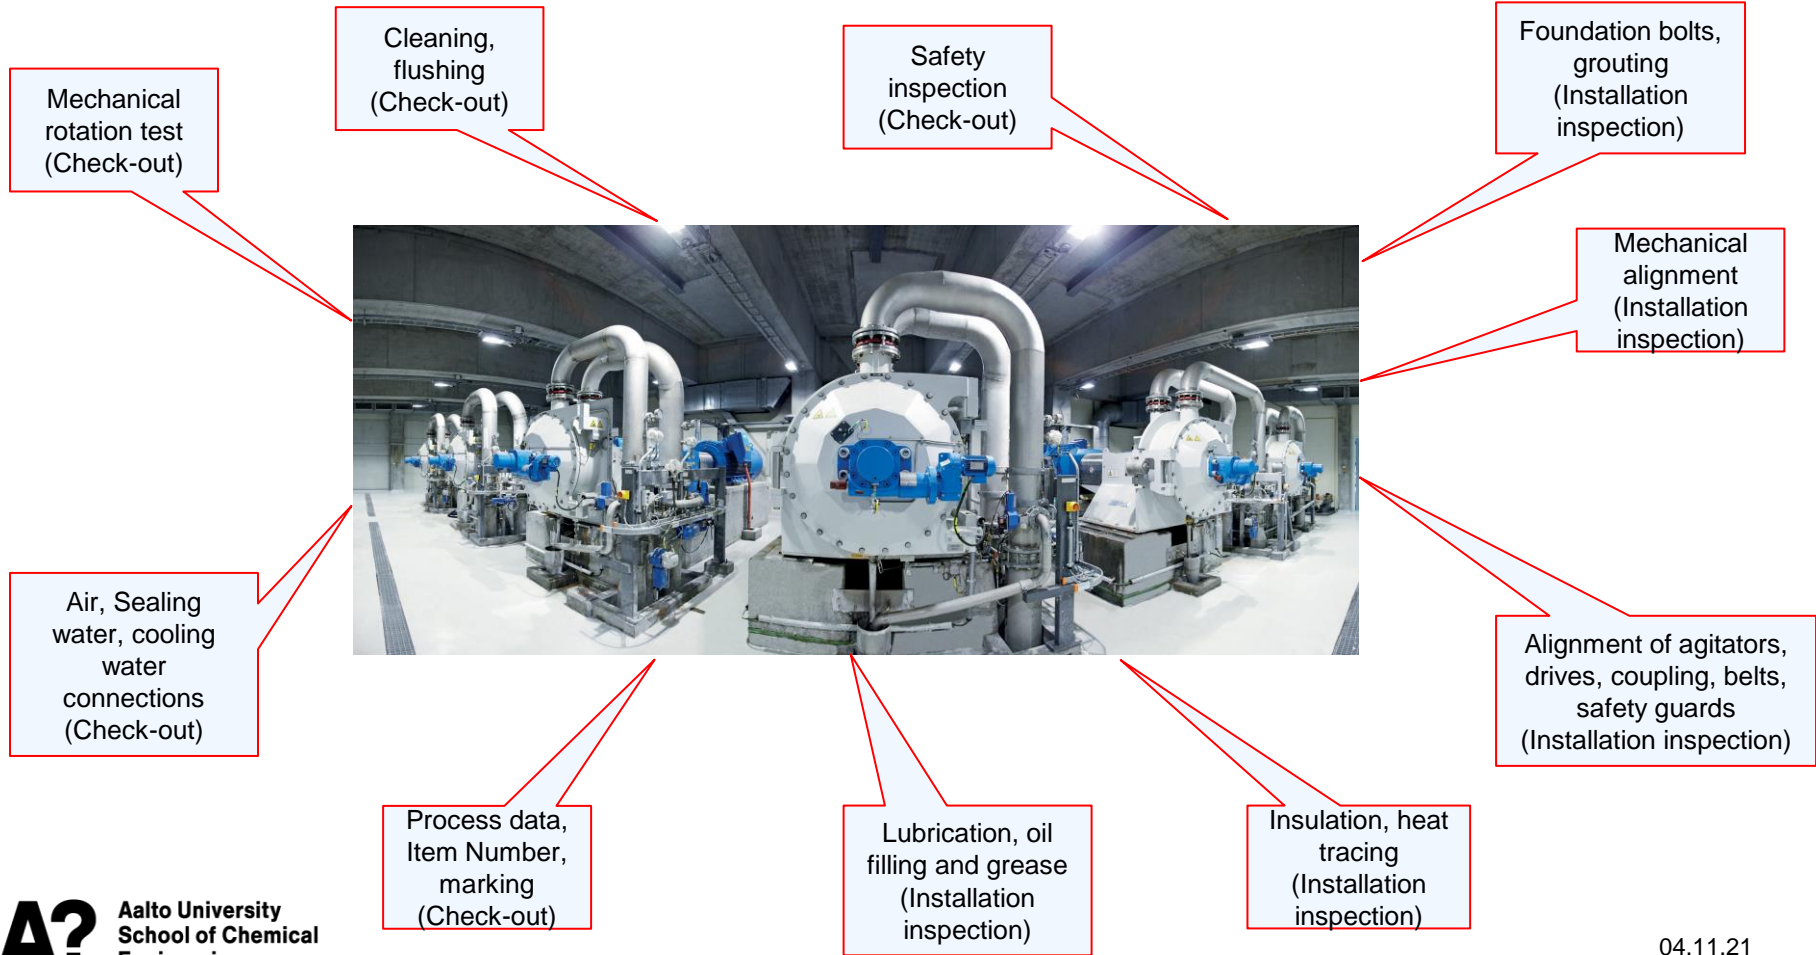 Cleaning,
flushing
(Check-out)
Safety
inspection
(Check-out)
Foundation bolts,
grouting
(Installation
inspection)
Mechanical
rotation test
(Check-out)
Mechanical
alignment
(Installation
inspection)
Air, Sealing
water, cooling
water
connections
(Check-out)
Alignment of agitators,
drives, coupling, belts,
safety guards
(Installation inspection)
Process data,
Item Number,
marking
(Check-out)
Lubrication, oil
filling and grease
(Installation
inspection)
Insulation, heat
tracing
(Installation
inspection)
A?
Aalto University
School of Chemical
04.11.21